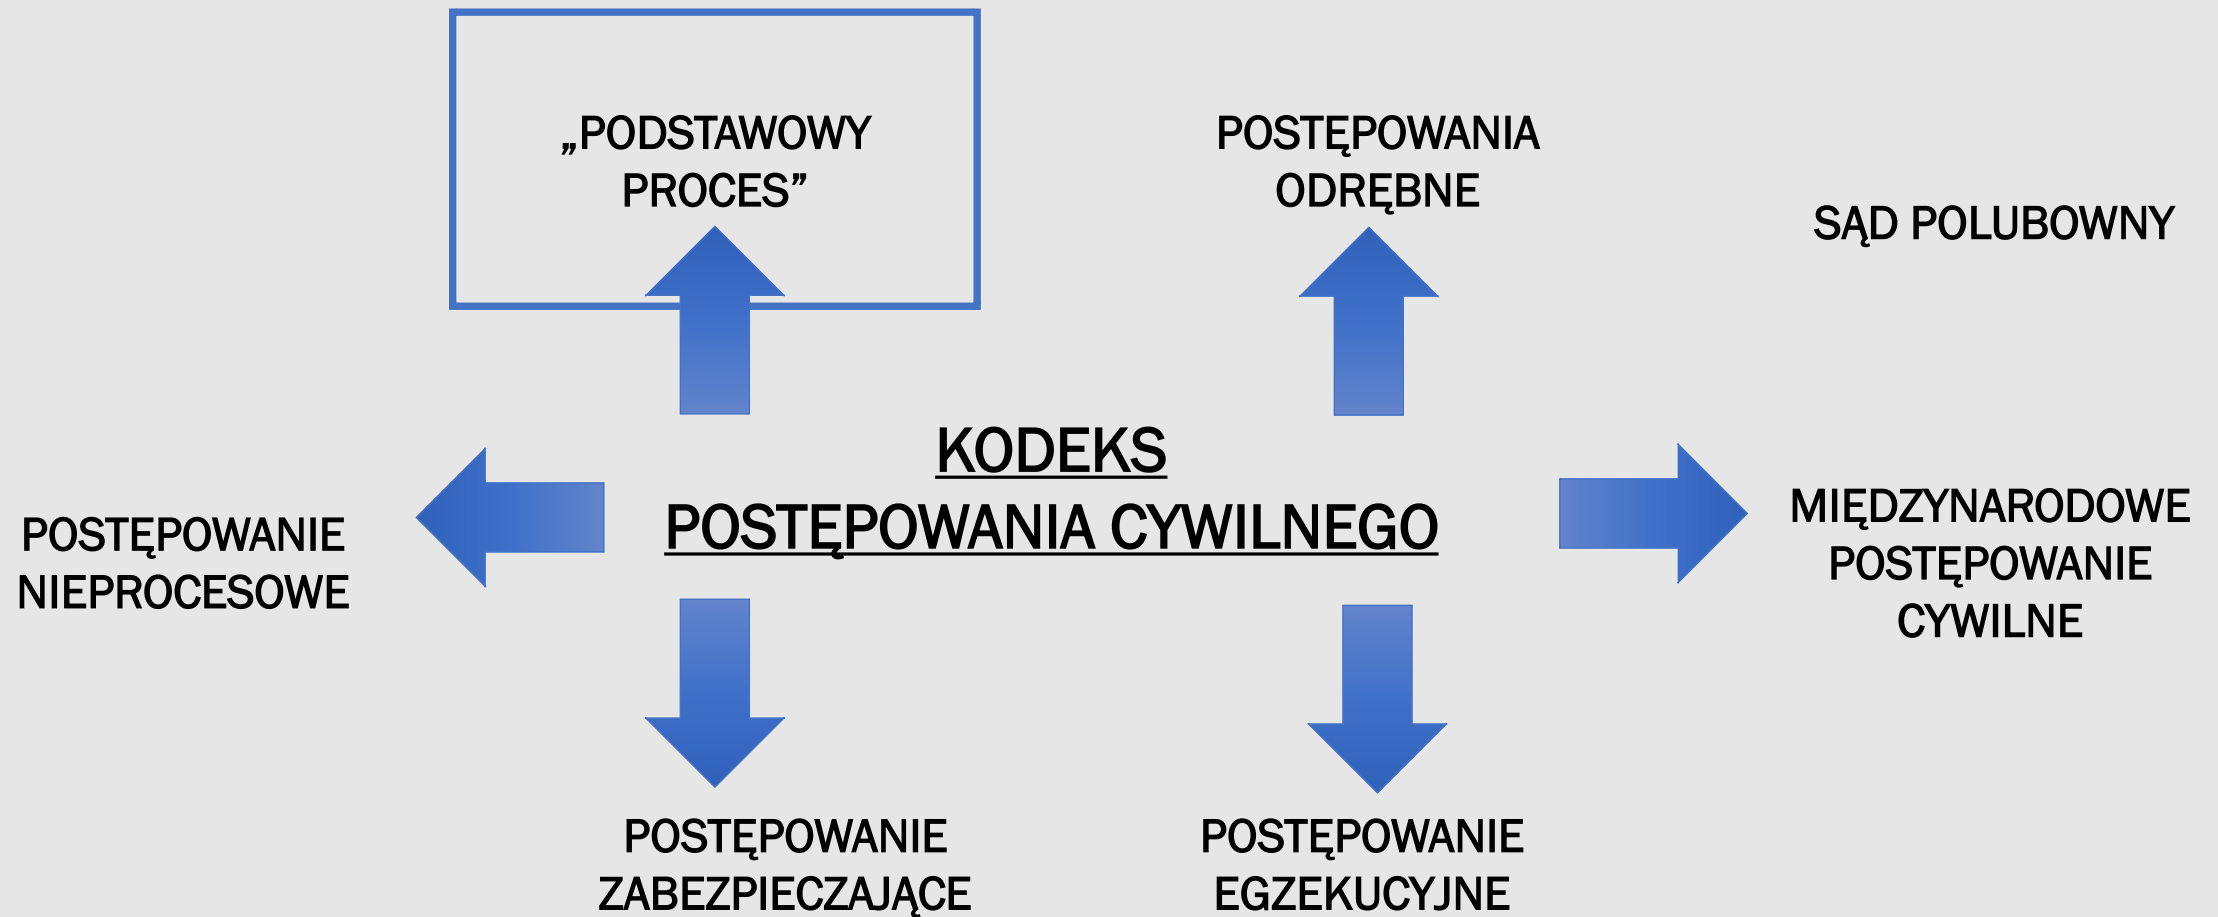 „PODSTAWOWY
PROCES”
POSTĘPOWANIA
ODRĘBNE
SĄD POLUBOWNY
KODEKS
POSTĘPOWANIA CYWILNEGO
POSTĘPOWANIE
NIEPROCESOWE
MIĘDZYNARODOWE
POSTĘPOWANIE
CYWILNE
POSTĘPOWANIE
ZABEZPIECZAJĄCE
POSTĘPOWANIE
EGZEKUCYJNE